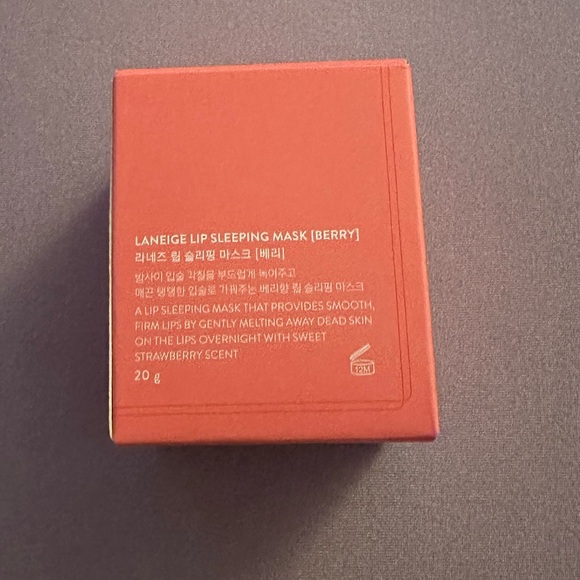 LANEIGE LIP SLEEPING MASK [BERRY]
라네즈 립 슬리핑 마스크 [베리]
밤사이 입술 각질을 부드럽게 녹여주고
매끈 탱탱한 입술로 가꿔주는 베리향 립 슬리핑 마스크
A LIP SLEEPING MASK THAT PROVIDES SMOOTH,
FIRM LIPS BY GENTLY MELTING AWAY DEAD SKIN
ON THE LIPS OVERNIGHT WITH SWEET
STRAWBERRY SCENT
20 g
12M